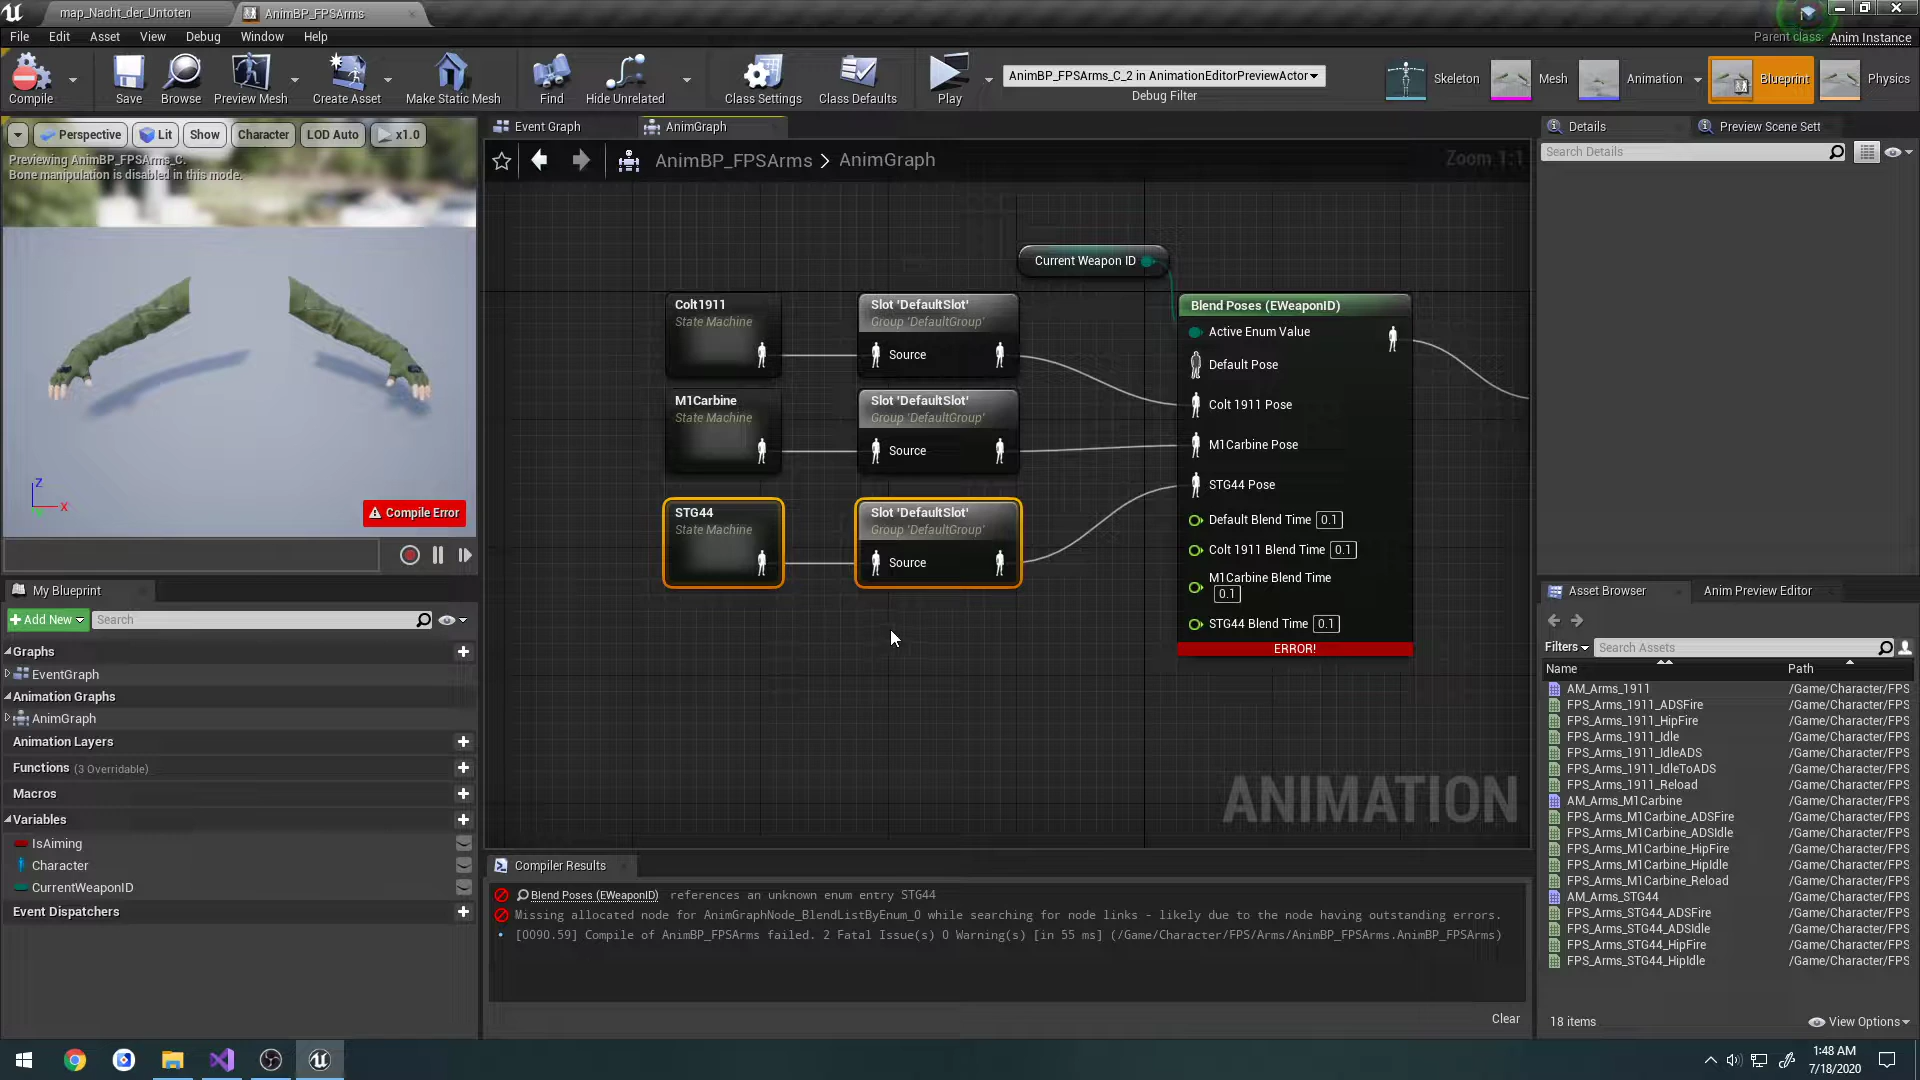 map_Nacht_der_Untoten
AnimBP_FPSArms
File Edit Asset View Debug Window Help
Parent class: Anim Instance
Compile
Save
Browse
Preview Mesh
Create Asset
Make Static Mesh
Find
Hide Unrelated
Class Settings
Class Defaults
Play
AnimBP_FPSArms_C_2 in AnimationEditorPreviewActor
Debug Filter
Skeleton
Mesh
Animation
Blueprint
Physics
Perspective Lit Show Character LOD Auto x1.0
Previewing AnimBP_FPSArms_C.
Bone manipulation is disabled in this mode.
Z
X
Compile Error
Event Graph
AnimGraph
AnimBP_FPSArms > AnimGraph
Zoom 1:1
Current Weapon ID
Colt1911
State Machine
Slot 'DefaultSlot'
Group 'DefaultGroup'
Source
M1Carbine
State Machine
Slot 'DefaultSlot'
Group 'DefaultGroup'
Source
STG44
State Machine
Slot 'DefaultSlot'
Group 'DefaultGroup'
Source
Blend Poses (EWeaponID)
Active Enum Value
Default Pose
Colt 1911 Pose
M1Carbine Pose
STG44 Pose
Default Blend Time 0.1
Colt 1911 Blend Time 0.1
M1Carbine Blend Time
0.1
STG44 Blend Time 0.1
ERROR!
ANIMATION
My Blueprint
Add New Search
Graphs
EventGraph
Animation Graphs
AnimGraph
Animation Layers
Functions (3 Overridable)
Macros
Variables
IsAiming
Character
CurrentWeaponID
Event Dispatchers
Compiler Results
Blend Poses (EWeaponID) references an unknown enum entry STG44
Missing allocated node for AnimGraphNode_BlendListByEnum_0 while searching for node links - likely due to the node having outstanding errors.
[0090.59] Compile of AnimBP_FPSArms failed. 2 Fatal Issue(s) 0 Warning(s) [in 55 ms] (/Game/Character/FPS/Arms/AnimBP_FPSArms.AnimBP_FPSArms)
Clear
Details
Preview Scene Sett
Search Details
Asset Browser
Anim Preview Editor
Filters Search Assets
Name Path
AM_Arms_1911 /Game/Character/FPS
FPS_Arms_1911_ADSFire /Game/Character/FPS
FPS_Arms_1911_HipFire /Game/Character/FPS
FPS_Arms_1911_Idle /Game/Character/FPS
FPS_Arms_1911_IdleADS /Game/Character/FPS
FPS_Arms_1911_IdleToADS /Game/Character/FPS
FPS_Arms_1911_Reload /Game/Character/FPS
AM_Arms_M1Carbine /Game/Character/FPS
FPS_Arms_M1Carbine_ADSFire /Game/Character/FPS
FPS_Arms_M1Carbine_ADSIdle /Game/Character/FPS
FPS_Arms_M1Carbine_HipFire /Game/Character/FPS
FPS_Arms_M1Carbine_HipIdle /Game/Character/FPS
FPS_Arms_M1Carbine_Reload /Game/Character/FPS
AM_Arms_STG44 /Game/Character/FPS
FPS_Arms_STG44_ADSFire /Game/Character/FPS
FPS_Arms_STG44_ADSIdle /Game/Character/FPS
FPS_Arms_STG44_HipFire /Game/Character/FPS
FPS_Arms_STG44_HipIdle /Game/Character/FPS
18 items
View Options
1:48 AM
7/18/2020